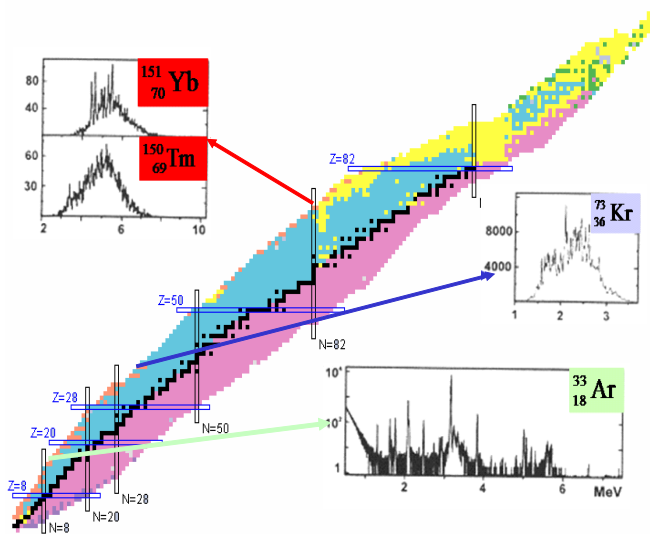 151
70 Yb
80
40
150
69 Tm
60
30
2 4 6 8 10
Z=82
73
36 Kr
8000
4000
1 2 3
Z=50
N=82
33
18 Ar
10⁴
10²
1
2 4 6
MeV
Z=28
N=50
Z=20
N=28
Z=8
N=20
N=8